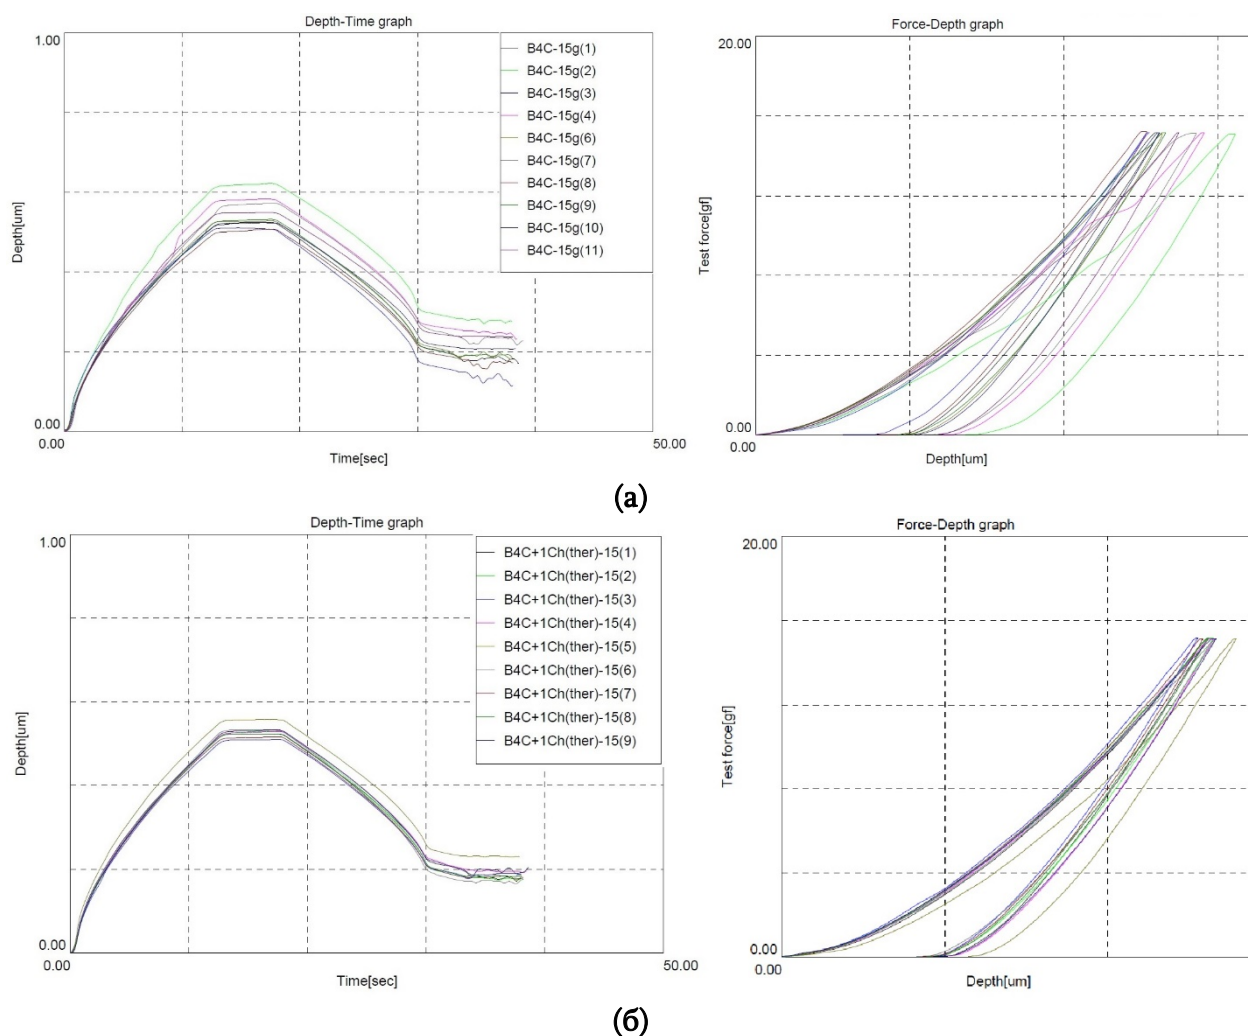 Depth-Time graph
1.00
Depth[um]
0.00
0.00
50.00
Time[sec]
B4C-15g(1)
B4C-15g(2)
B4C-15g(3)
B4C-15g(4)
B4C-15g(6)
B4C-15g(7)
B4C-15g(8)
B4C-15g(9)
B4C-15g(10)
B4C-15g(11)
Force-Depth graph
20.00
Test force[gf]
0.00
0.00
Depth[um]
(а)
Depth-Time graph
1.00
Depth[um]
0.00
0.00
50.00
Time[sec]
B4C+1Ch(ther)-15(1)
B4C+1Ch(ther)-15(2)
B4C+1Ch(ther)-15(3)
B4C+1Ch(ther)-15(4)
B4C+1Ch(ther)-15(5)
B4C+1Ch(ther)-15(6)
B4C+1Ch(ther)-15(7)
B4C+1Ch(ther)-15(8)
B4C+1Ch(ther)-15(9)
Force-Depth graph
20.00
Test force[gf]
0.00
0.00
Depth[um]
(б)